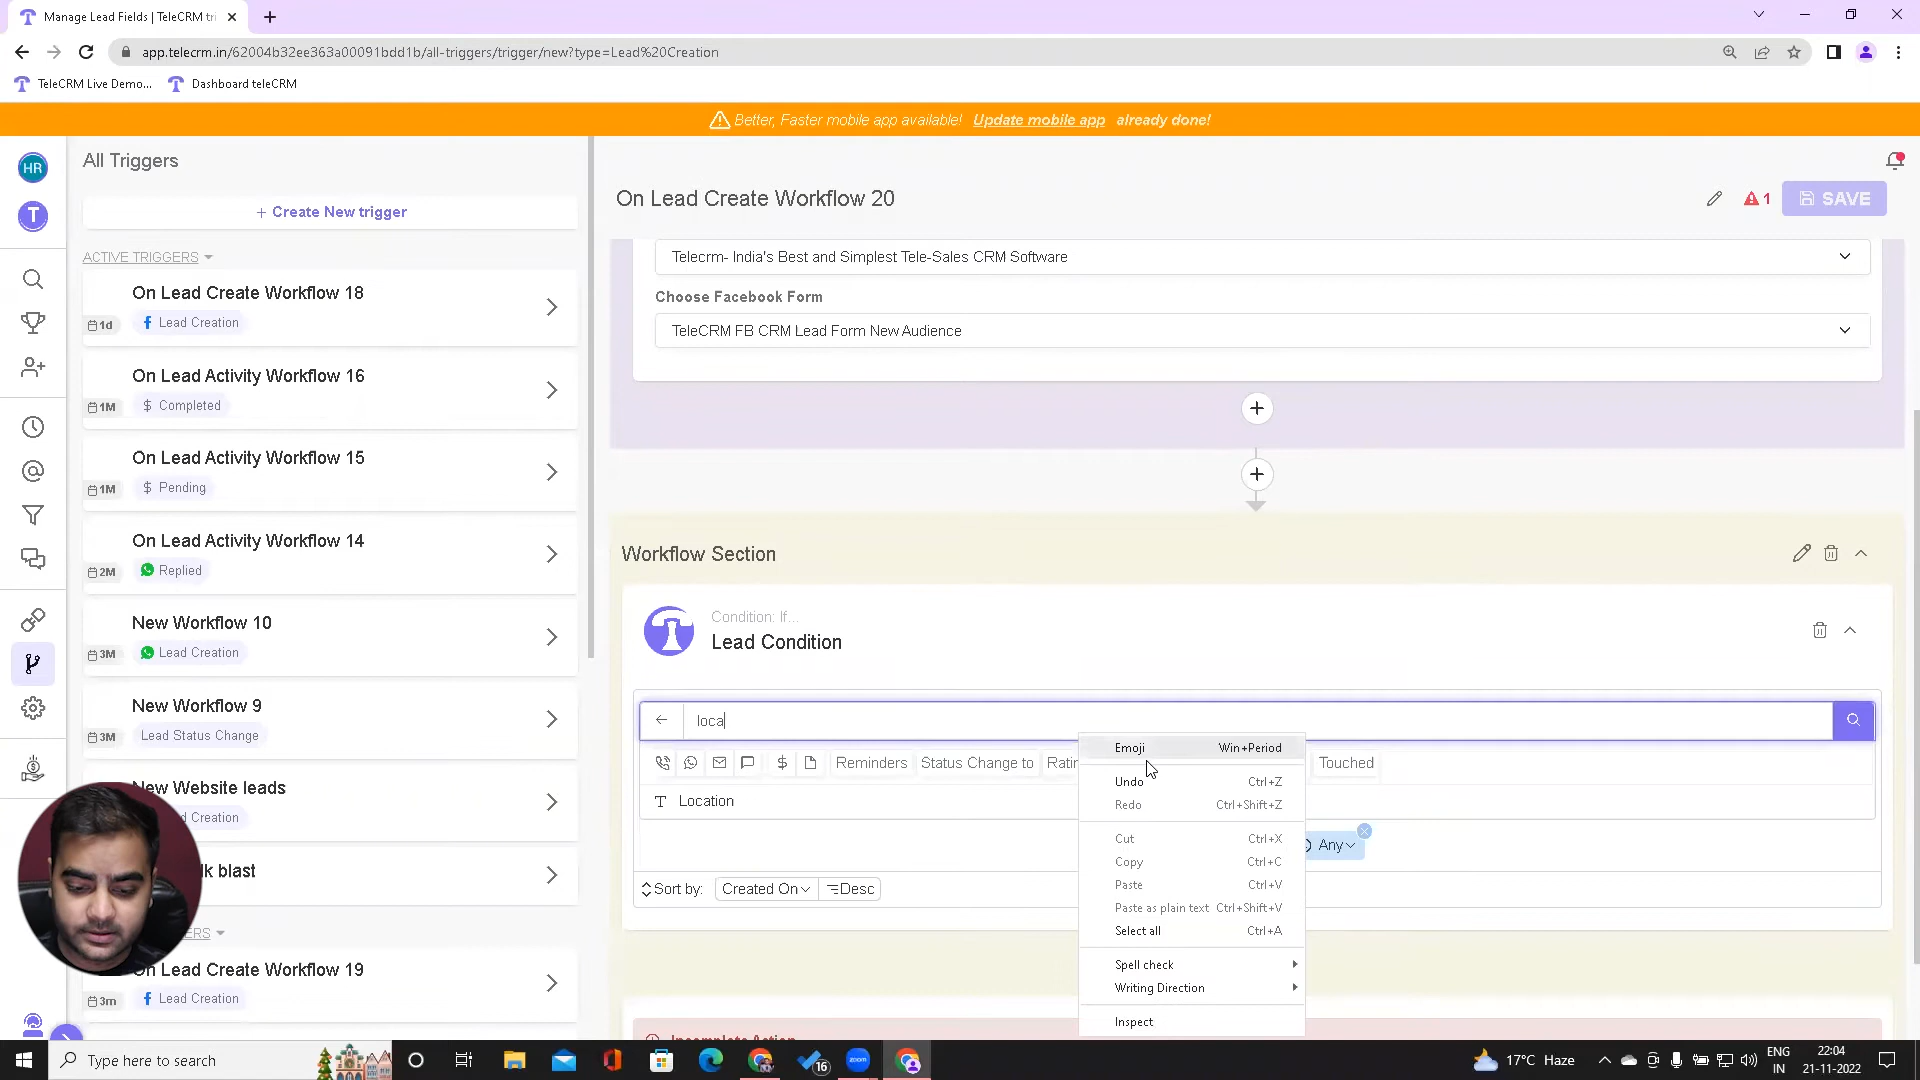 Manage Lead Fields | TeleCRM tri
app.telecrm.in/62004b32ee363a00091bdd1b/all-triggers/trigger/new?type=Lead%20Creation
TeleCRM Live Demo...
Dashboard teleCRM
Better, Faster mobile app available! Update mobile app already done!
HR
T
All Triggers
+ Create New trigger
ACTIVE TRIGGERS
On Lead Create Workflow 18
1d
Lead Creation
On Lead Activity Workflow 16
1M
$ Completed
On Lead Activity Workflow 15
1M
$ Pending
On Lead Activity Workflow 14
2M
Replied
New Workflow 10
3M
Lead Creation
New Workflow 9
3M
Lead Status Change
New Website leads
Creation
lk blast
ERS
On Lead Create Workflow 19
3m
Lead Creation
On Lead Create Workflow 20
1
SAVE
Telecrm- India's Best and Simplest Tele-Sales CRM Software
Choose Facebook Form
TeleCRM FB CRM Lead Form New Audience
Workflow Section
Condition: If...
Lead Condition
loca
Reminders
Status Change to
Ratin
Touched
T Location
Any
Sort by:
Created On
Desc
Emoji Win+Period
Undo Ctrl+Z
Redo Ctrl+Shift+Z
Cut Ctrl+X
Copy Ctrl+C
Paste Ctrl+V
Paste as plain text Ctrl+Shift+V
Select all Ctrl+A
Spell check
Writing Direction
Inspect
Incomplete Action
Type here to search
16
zoom
17°C Haze
ENG
IN
22:04
21-11-2022